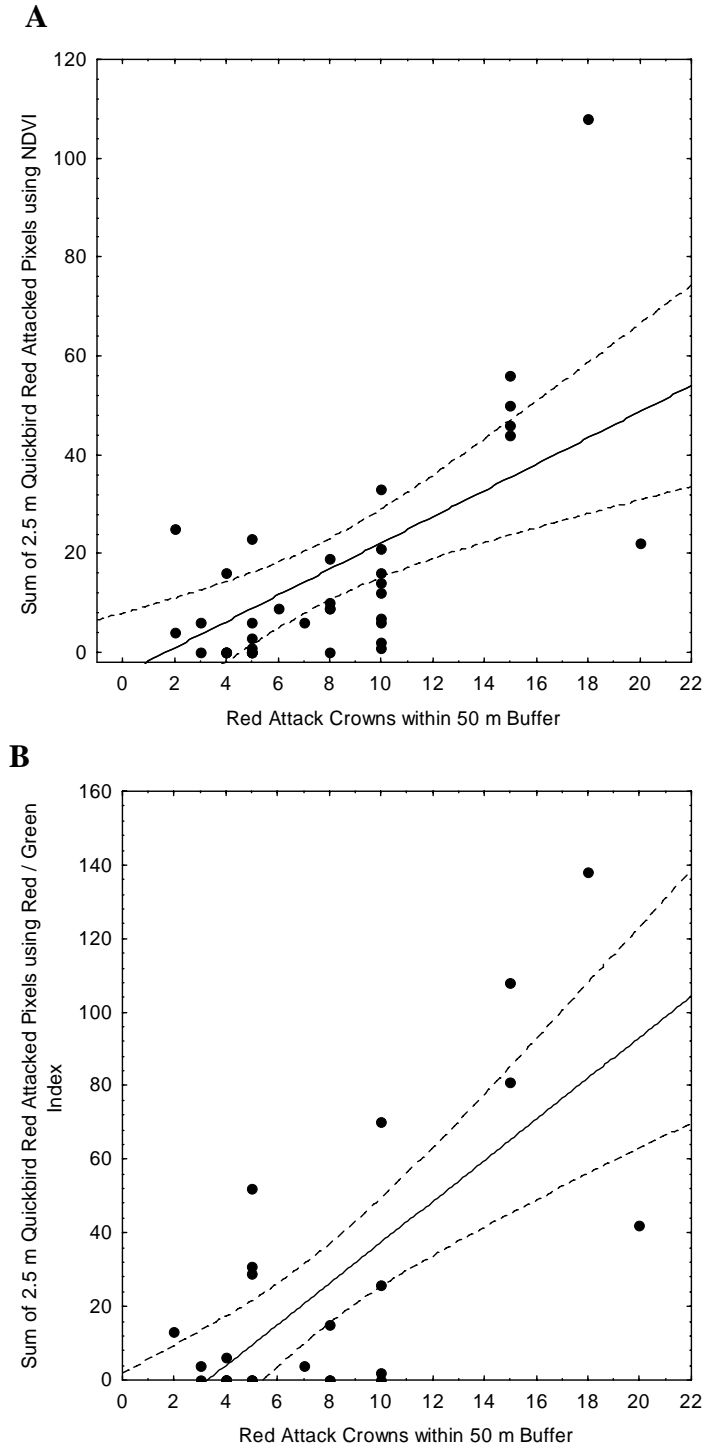 A
120
100
80
60
40
20
0
Sum of 2.5 m Quickbird Red Attacked Pixels using NDVI
0 2 4 6 8 10 12 14 16 18 20 22
Red Attack Crowns within 50 m Buffer
B
160
140
120
100
80
60
40
20
0
Sum of 2.5 m Quickbird Red Attacked Pixels using Red / Green
Index
0 2 4 6 8 10 12 14 16 18 20 22
Red Attack Crowns within 50 m Buffer